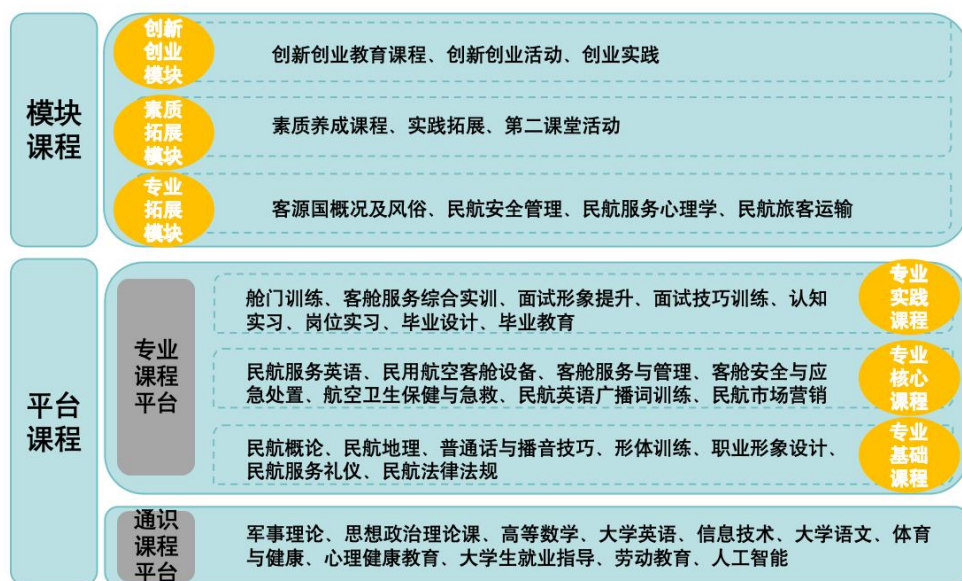 模块
课程
创新
创业
模块
创新创业教育课程、创新创业活动、创业实践
素质
拓展
模块
素质养成课程、实践拓展、第二课堂活动
专业
拓展
模块
客源国概况及风俗、民航安全管理、民航服务心理学、民航旅客运输
平台
课程
专业
课程
平台
舱门训练、客舱服务综合实训、面试形象提升、面试技巧训练、认知
实习、岗位实习、毕业设计、毕业教育
专业
实践
课程
民航服务英语、民用航空客舱设备、客舱服务与管理、客舱安全与应
急处置、航空卫生保健与急救、民航英语广播词训练、民航市场营销
专业
核心
课程
民航概论、民航地理、普通话与播音技巧、形体训练、职业形象设计、
民航服务礼仪、民航法律法规
专业
基础
课程
通识
课程
平台
军事理论、思想政治理论课、高等数学、大学英语、信息技术、大学语文、体育
与健康、心理健康教育、大学生就业指导、劳动教育、人工智能